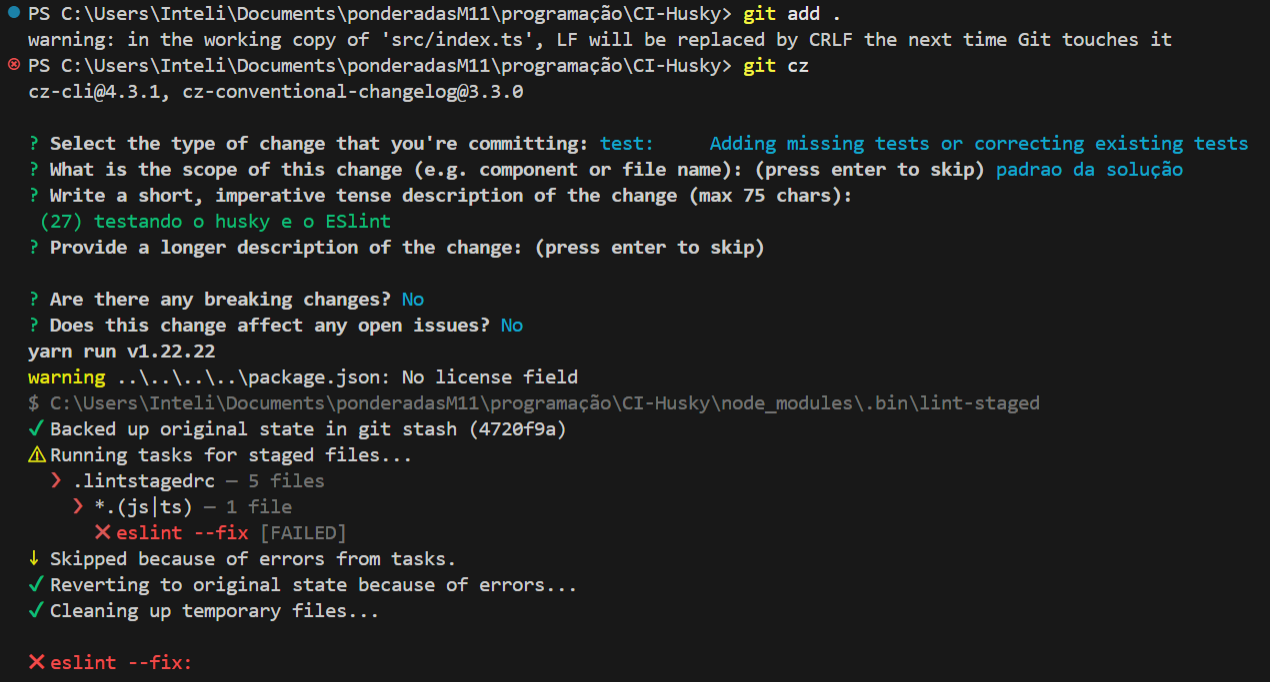 PS C:\Users\Inteli\Documents\ponderadasM11\programação\CI-Husky> git add .
warning: in the working copy of 'src/index.ts', LF will be replaced by CRLF the next time Git touches it
PS C:\Users\Inteli\Documents\ponderadasM11\programação\CI-Husky> git cz
cz-cli@4.3.1, cz-conventional-changelog@3.3.0
? Select the type of change that you're committing: test:     Adding missing tests or correcting existing tests
? What is the scope of this change (e.g. component or file name): (press enter to skip) padrao da solução
? Write a short, imperative tense description of the change (max 75 chars):
(27) testando o husky e o ESlint
? Provide a longer description of the change: (press enter to skip)
? Are there any breaking changes? No
? Does this change affect any open issues? No
yarn run v1.22.22
warning ..\..\..\..\package.json: No license field
$ C:\Users\Inteli\Documents\ponderadasM11\programação\CI-Husky\node_modules\.bin\lint-staged
✓ Backed up original state in git stash (4720f9a)
⚠ Running tasks for staged files...
❯ .lintstagedrc — 5 files
❯ *.(js|ts) — 1 file
✗ eslint --fix [FAILED]
↓ Skipped because of errors from tasks.
✓ Reverting to original state because of errors...
✓ Cleaning up temporary files...
✗ eslint --fix: